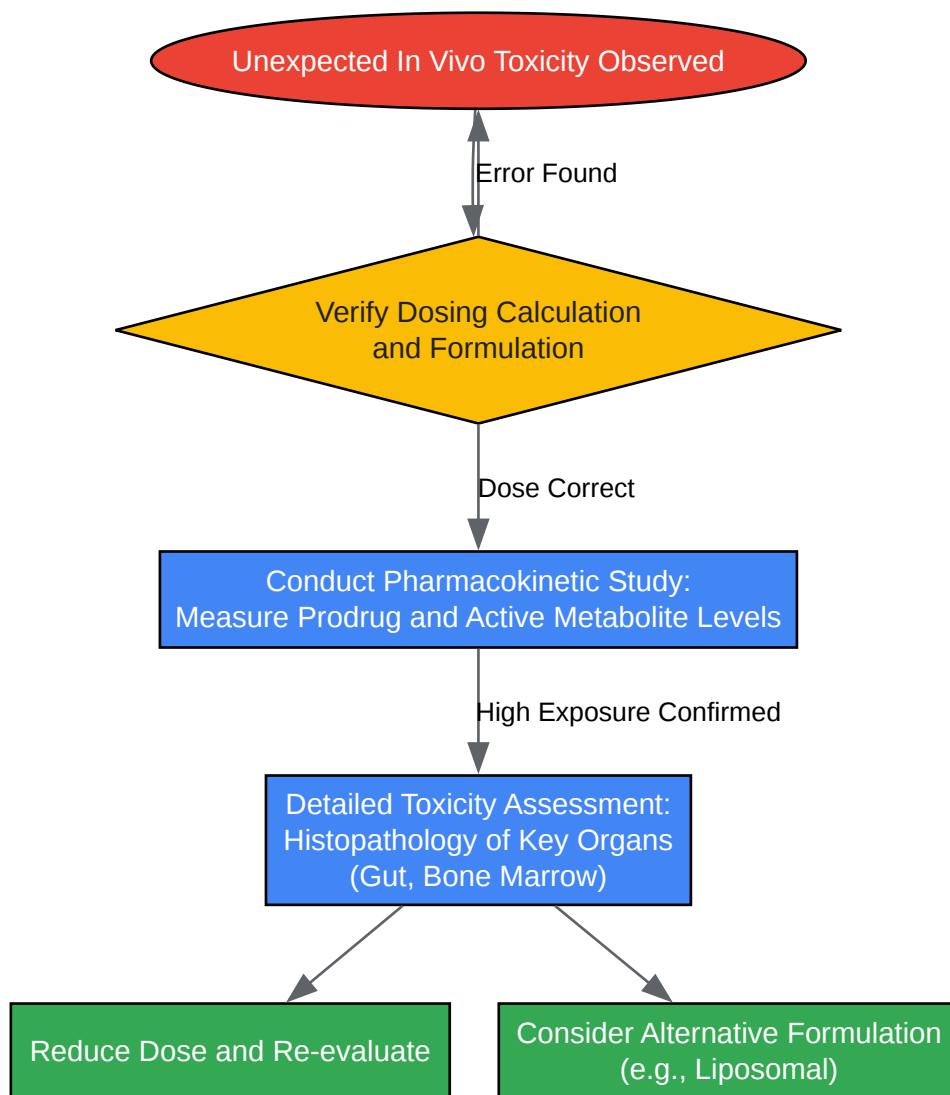 Unexpected In Vivo Toxicity Observed
Error Found
Verify Dosing Calculation
and Formulation
Dose Correct
Conduct Pharmacokinetic Study:
Measure Prodrug and Active Metabolite Levels
High Exposure Confirmed
Detailed Toxicity Assessment:
Histopathology of Key Organs
(Gut, Bone Marrow)
Reduce Dose and Re-evaluate
Consider Alternative Formulation
(e.g., Liposomal)